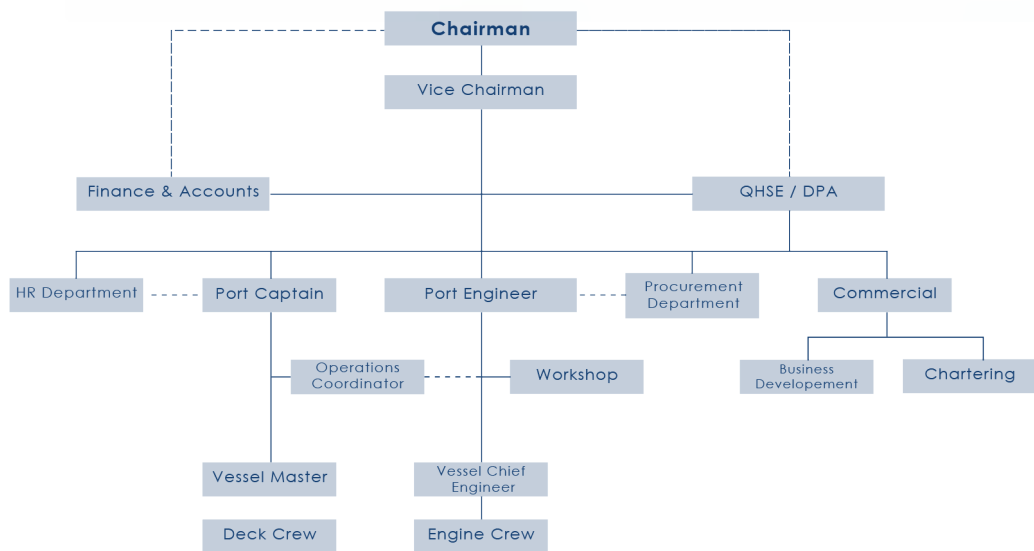 Chairman
Vice Chairman
Finance & Accounts
QHSE / DPA
HR Department
Port Captain
Port Engineer
Procurement
Department
Commercial
Operations
Coordinator
Workshop
Business
Developement
Chartering
Vessel Master
Vessel Chief
Engineer
Deck Crew
Engine Crew